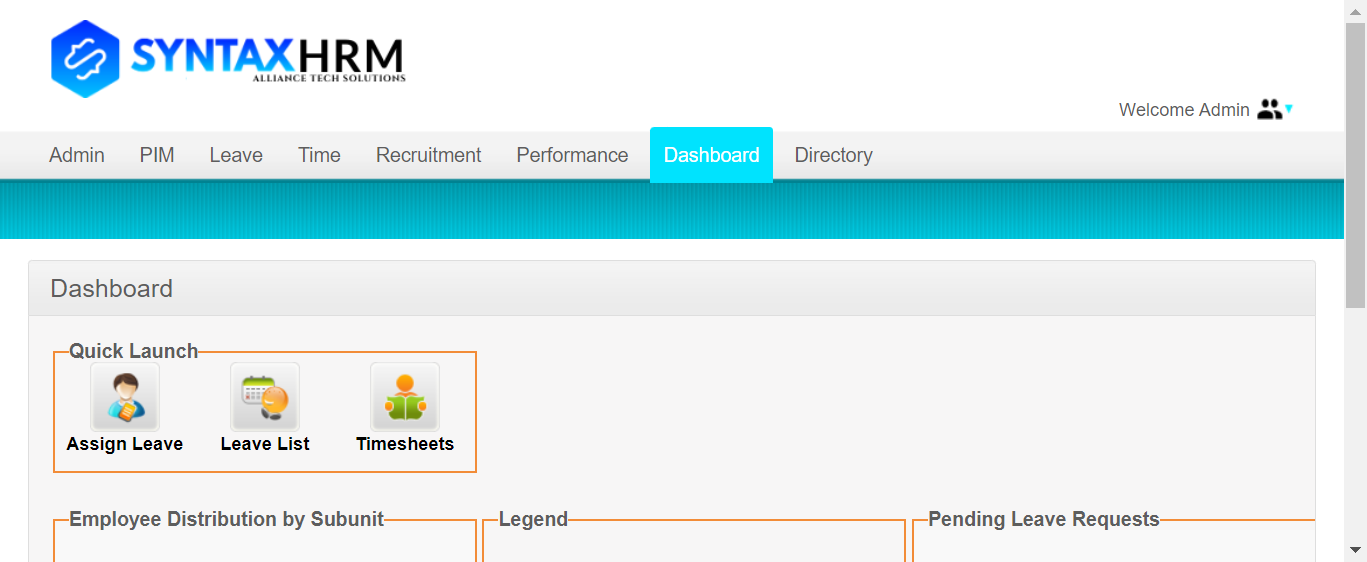 SYNTAXHRM
ALLIANCE TECH SOLUTIONS
Welcome Admin
Admin PIM Leave Time Recruitment Performance Dashboard Directory
Dashboard
Quick Launch
Assign Leave Leave List Timesheets
Employee Distribution by Subunit Legend Pending Leave Requests